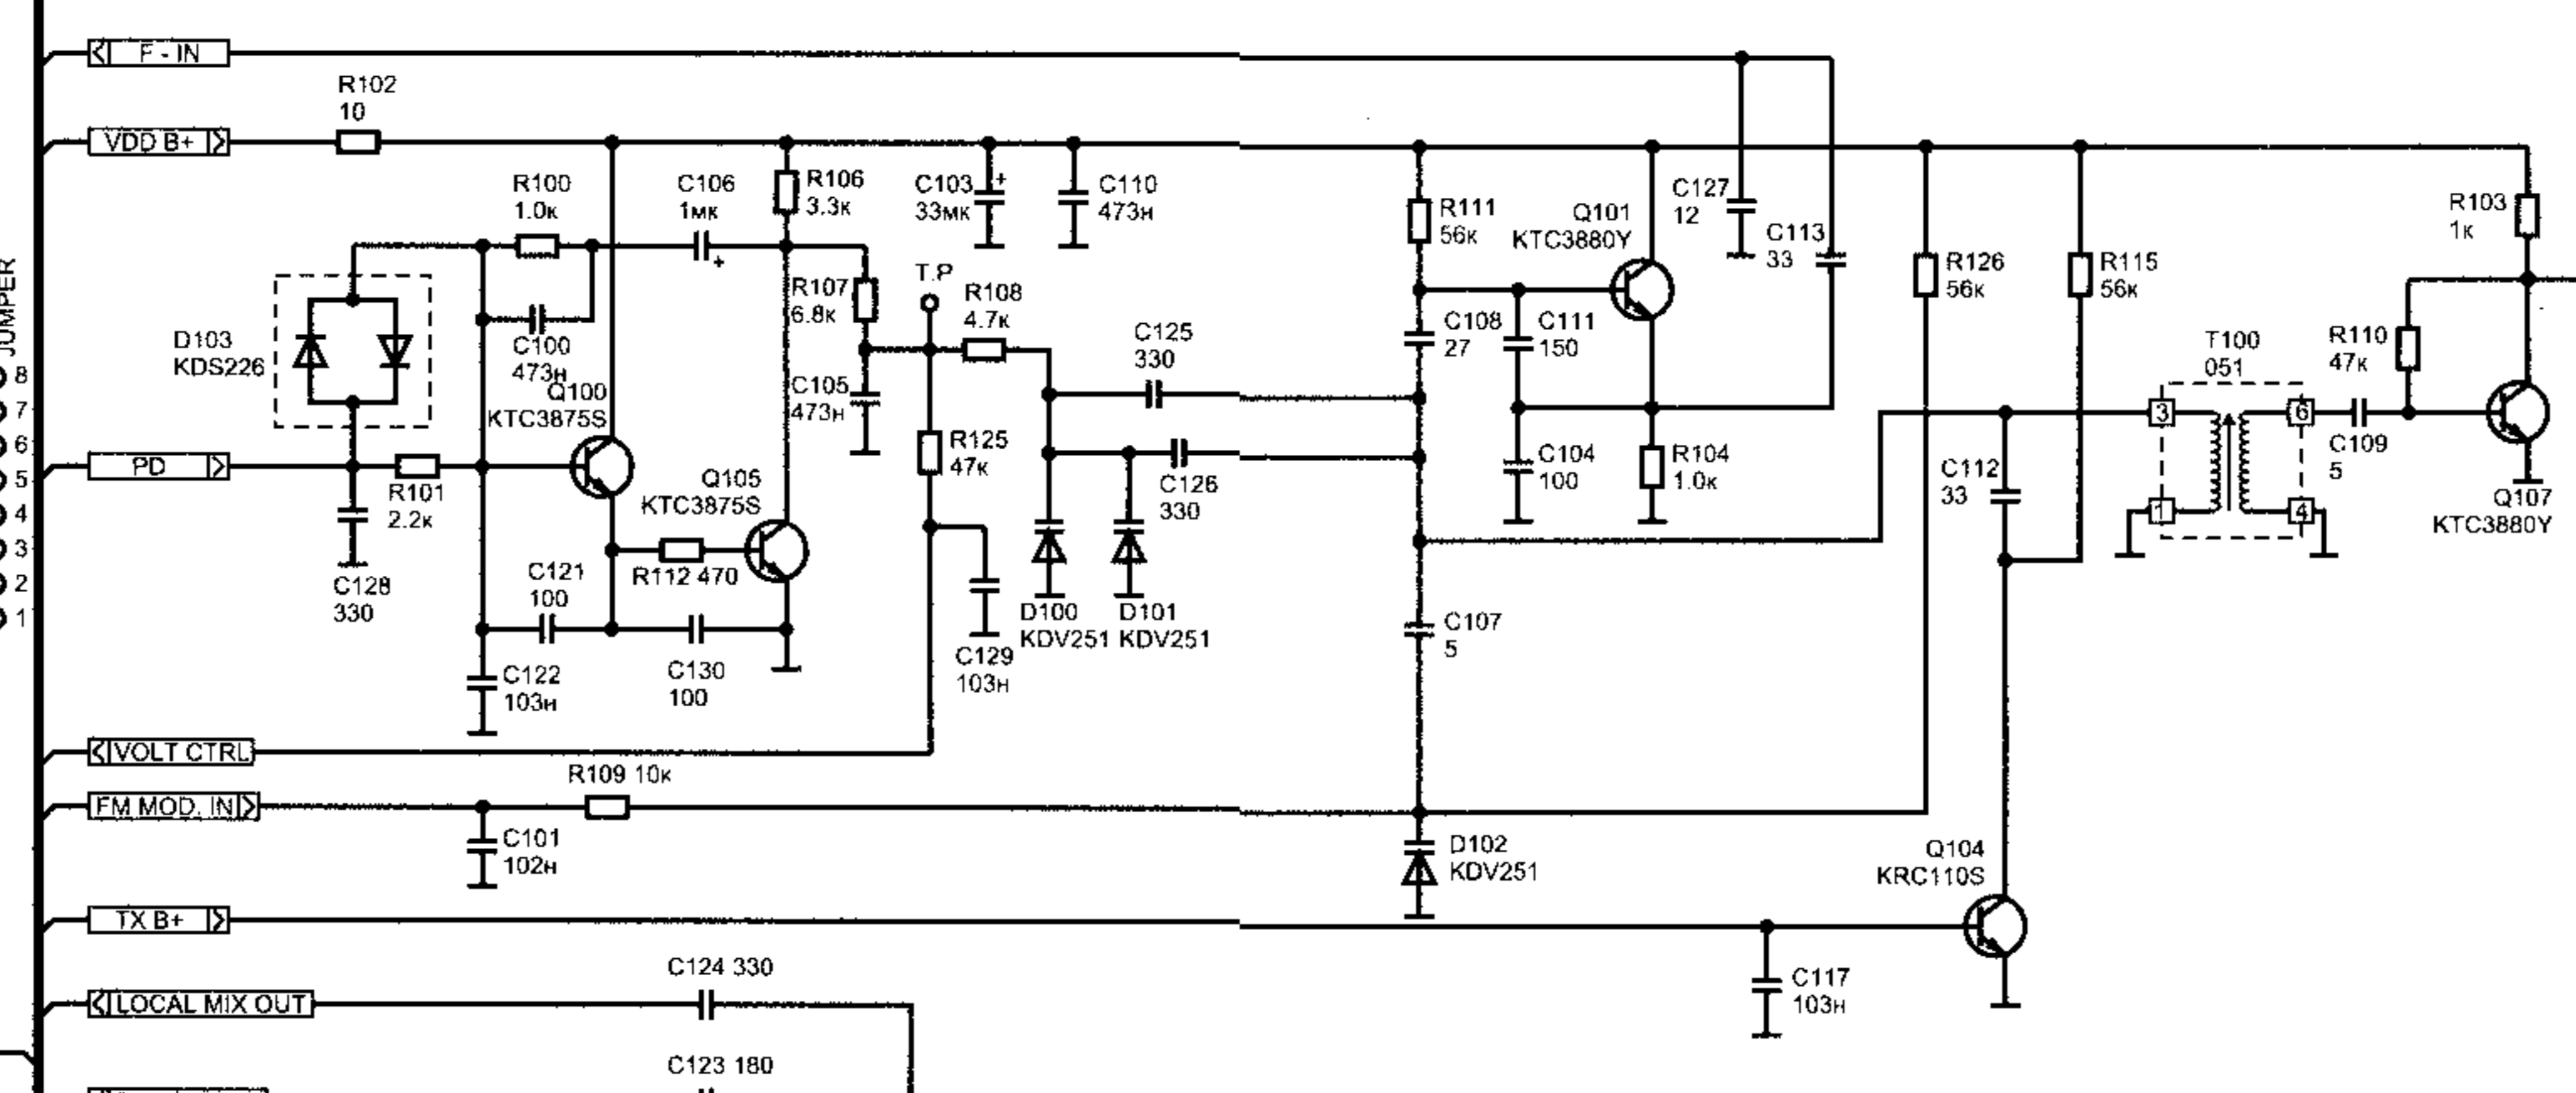 F - IN
R102
10
VDD B+
R100
1.0к
C106
1мк
+
R106
3.3к
C103
33мк
+
C110
473н
R111
56к
Q101
KTC3880Y
C127
12
C113
33
R126
56к
R115
56к
R103
1к
JUMPER
8
7
6
5
4
3
2
1
D103
KDS226
C100
473н
Q100
KTC3875S
R107
6.8к
T.P
R108
4.7к
C105
473н
C125
330
C108
27
C111
150
T100
051
3
6
1
4
R110
47к
C109
5
Q107
KTC3880Y
PD
R101
2.2к
Q105
KTC3875S
R125
47к
C126
330
C104
100
R104
1.0к
C112
33
C128
330
C121
100
R112 470
C122
103н
C130
100
C129
103н
D100
KDV251
D101
KDV251
C107
5
VOLT CTRL
R109 10к
FM MOD. IN
C101
102н
D102
KDV251
Q104
KRC110S
TX B+
C117
103н
C124 330
LOCAL MIX OUT
C123 180